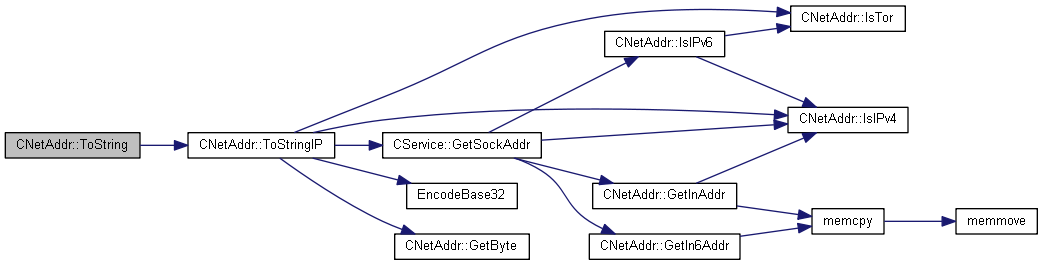 CNetAddr::ToString
CNetAddr::ToStringIP
CService::GetSockAddr
EncodeBase32
CNetAddr::GetByte
CNetAddr::IsIPv6
CNetAddr::GetInAddr
CNetAddr::GetIn6Addr
CNetAddr::IsTor
CNetAddr::IsIPv4
memcpy
memmove